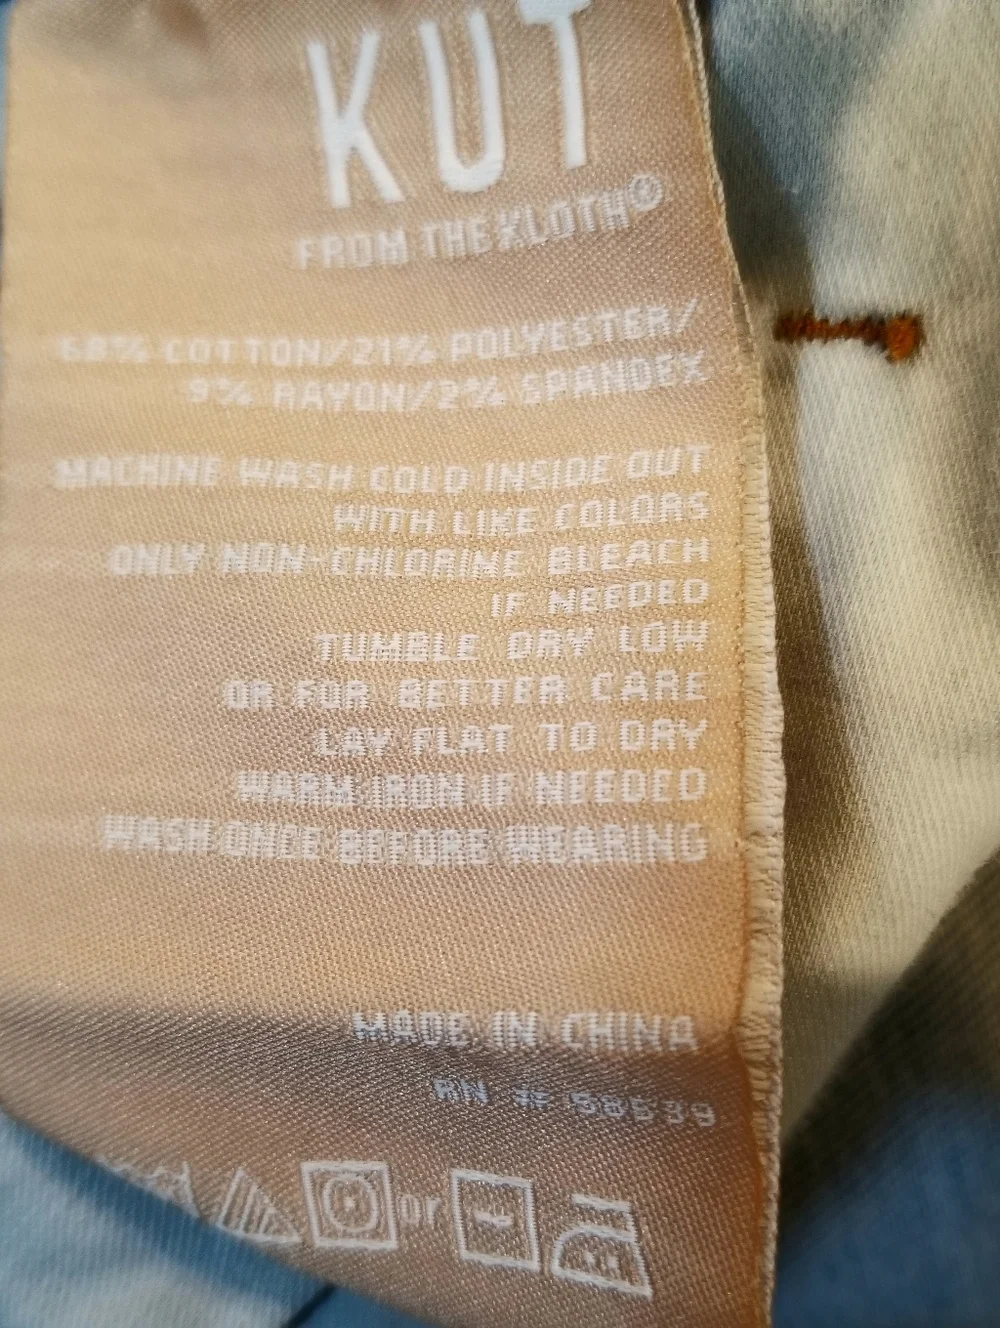 KUT
FROM THE KLOTH®
68% COTTON/21% POLYESTER/
9% RAYON/2% SPANDEX
MACHINE WASH COLD INSIDE OUT
WITH LIKE COLORS
ONLY NON-CHLORINE BLEACH
IF NEEDED
TUMBLE DRY LOW
OR FOR BETTER CARE
LAY FLAT TO DRY
WARM IRON IF NEEDED
WASH ONCE BEFORE WEARING
MADE IN CHINA
RN #
or